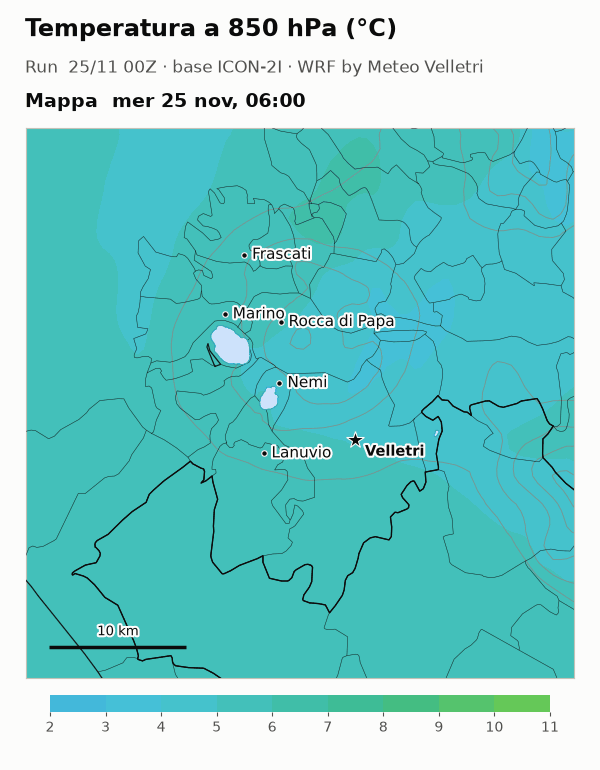 Temperatura a 850 hPa (°C)
Run  25/11 00Z · base ICON-2I · WRF by Meteo Velletri
Mappa  mer 25 nov, 06:00
Frascati
Marino
Rocca di Papa
Nemi
Velletri
Lanuvio
10 km
2 3 4 5 6 7 8 9 10 11